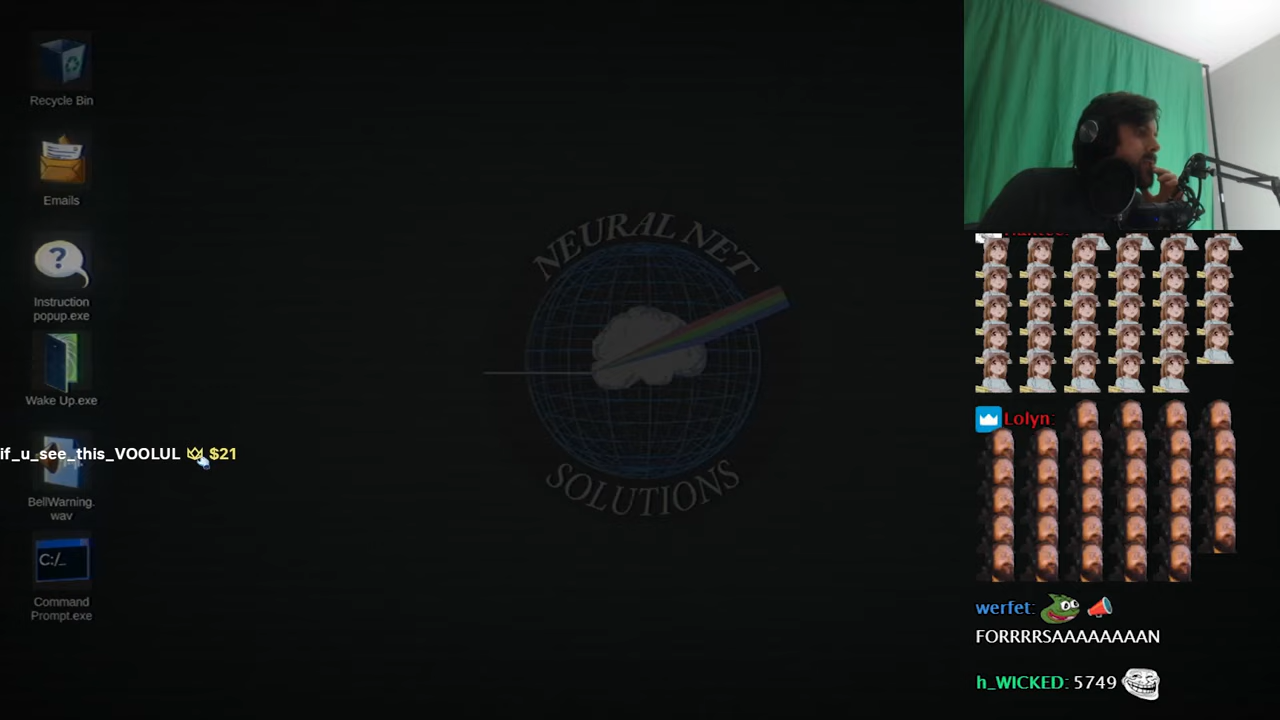 Recycle Bin
Emails
Instruction
popup.exe
Wake Up.exe
if_u_see_this_VOOLUL $21
BellWarning.
wav
C:/_
Command
Prompt.exe
NEURAL NET
SOLUTIONS
Lolyn:
werfet:
FORRRRSAAAAAAAAN
h_WICKED: 5749